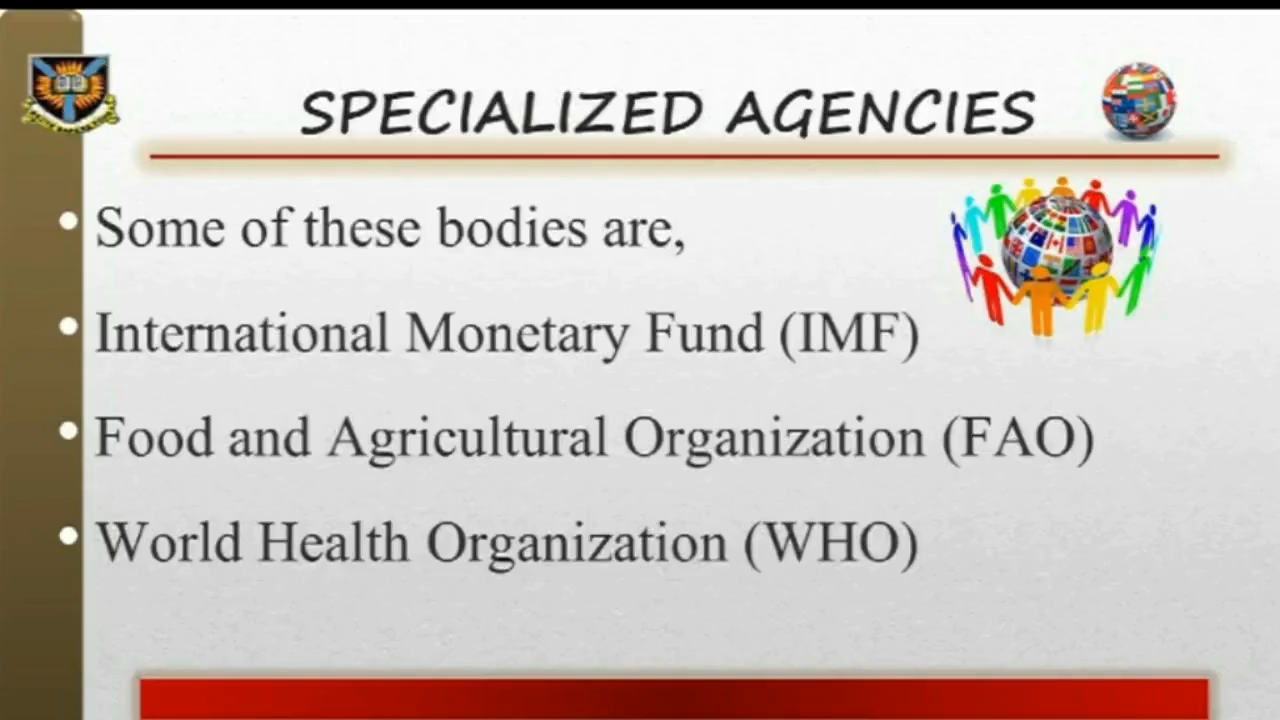 SPECIALIZED AGENCIES
• Some of these bodies are,
• International Monetary Fund (IMF)
• Food and Agricultural Organization (FAO)
• World Health Organization (WHO)